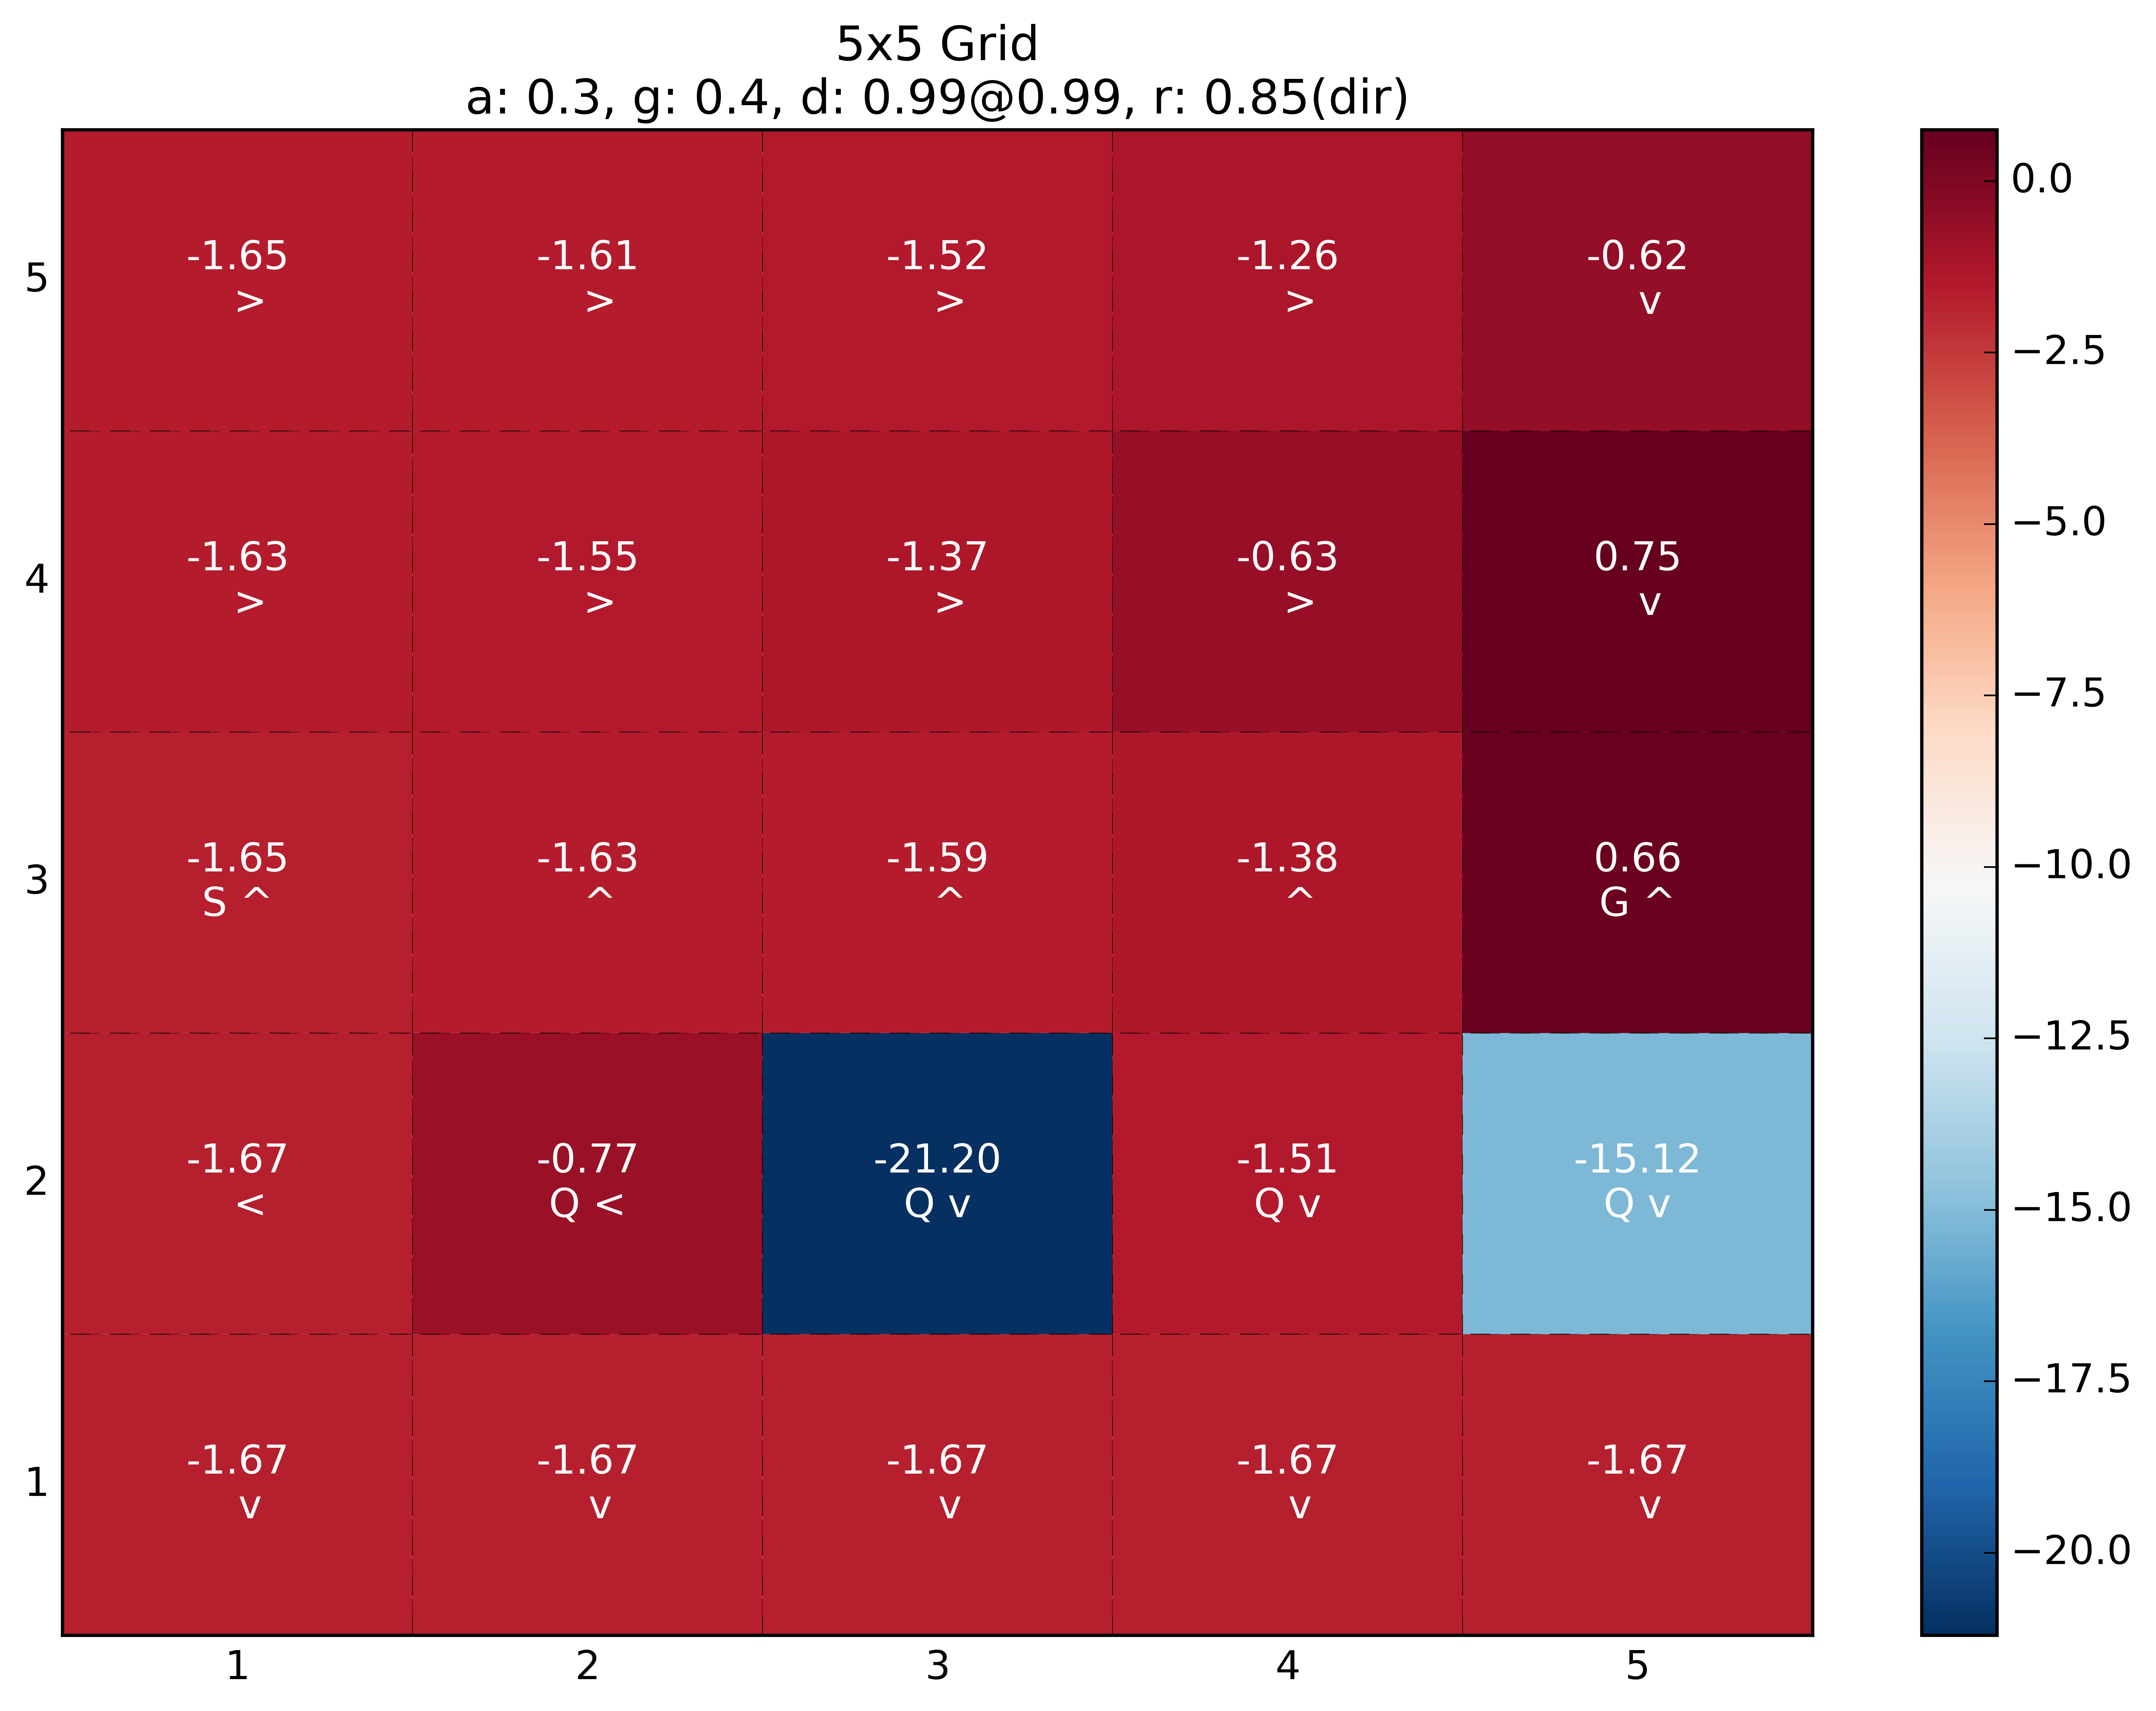 5x5 Grid
a: 0.3, g: 0.4, d: 0.99@0.99, r: 0.85(dir)
5
-1.65 -1.61 -1.52 -1.26 -0.62
> > > > v
4
-1.63 -1.55 -1.37 -0.63 0.75
> > > > v
3
-1.65 -1.63 -1.59 -1.38 0.66
S ^ ^ ^ ^ G ^
2
-1.67 -0.77 -21.20 -1.51 -15.12
< Q < Q v Q v Q v
1
-1.67 -1.67 -1.67 -1.67 -1.67
v v v v v
1 2 3 4 5
0.0
−2.5
−5.0
−7.5
−10.0
−12.5
−15.0
−17.5
−20.0